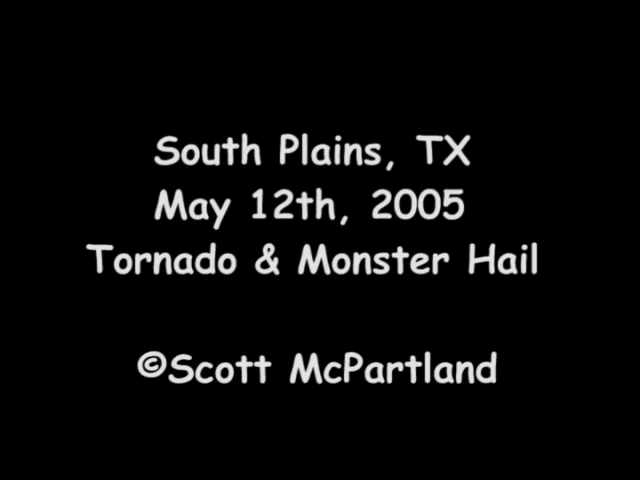 South Plains, TX
May 12th, 2005
Tornado & Monster Hail
©Scott McPartland